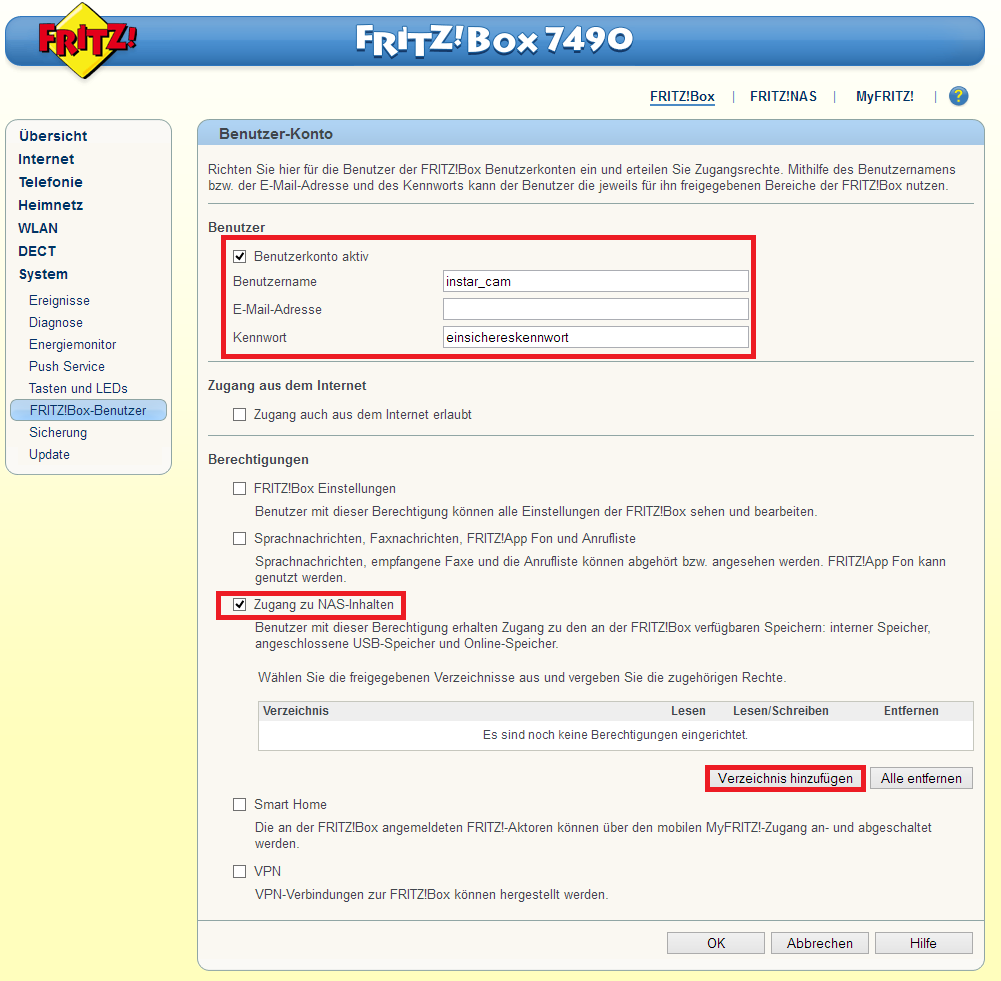 FRITZ!
FRITZ!Box 7490
FRITZ!Box | FRITZ!NAS | MyFRITZ! | ?
Übersicht
Internet
Telefonie
Heimnetz
WLAN
DECT
System
Ereignisse
Diagnose
Energiemonitor
Push Service
Tasten und LEDs
FRITZ!Box-Benutzer
Sicherung
Update
Benutzer-Konto
Richten Sie hier für die Benutzer der FRITZ!Box Benutzerkonten ein und erteilen Sie Zugangsrechte. Mithilfe des Benutzernamens
bzw. der E-Mail-Adresse und des Kennworts kann der Benutzer die jeweils für ihn freigegebenen Bereiche der FRITZ!Box nutzen.
Benutzer
Benutzerkonto aktiv
Benutzername instar_cam
E-Mail-Adresse
Kennwort einsichereskennwort
Zugang aus dem Internet
Zugang auch aus dem Internet erlaubt
Berechtigungen
FRITZ!Box Einstellungen
Benutzer mit dieser Berechtigung können alle Einstellungen der FRITZ!Box sehen und bearbeiten.
Sprachnachrichten, Faxnachrichten, FRITZ!App Fon und Anrufliste
Sprachnachrichten, empfangene Faxe und die Anrufliste können abgehört bzw. angesehen werden. FRITZ!App Fon kann
genutzt werden.
Zugang zu NAS-Inhalten
Benutzer mit dieser Berechtigung erhalten Zugang zu den an der FRITZ!Box verfügbaren Speichern: interner Speicher,
angeschlossene USB-Speicher und Online-Speicher.
Wählen Sie die freigegebenen Verzeichnisse aus und vergeben Sie die zugehörigen Rechte.
Verzeichnis Lesen Lesen/Schreiben Entfernen
Es sind noch keine Berechtigungen eingerichtet.
Verzeichnis hinzufügen Alle entfernen
Smart Home
Die an der FRITZ!Box angemeldeten FRITZ!-Aktoren können über den mobilen MyFRITZ!-Zugang an- und abgeschaltet
werden.
VPN
VPN-Verbindungen zur FRITZ!Box können hergestellt werden.
OK Abbrechen Hilfe